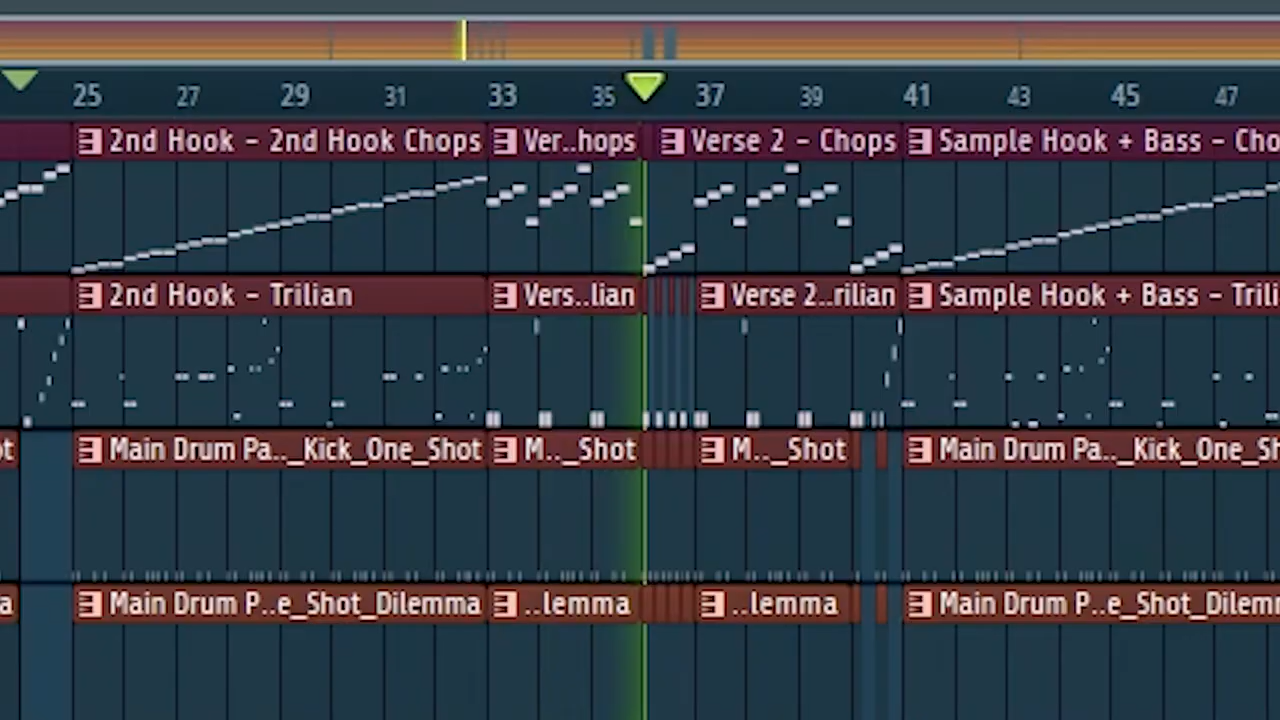 25 27 29 31 33 35 37 39 41 43 45 47
2nd Hook - 2nd Hook Chops Ver..hops Verse 2 - Chops Sample Hook + Bass - Cho
2nd Hook - Trilian Vers..lian Verse 2..rilian Sample Hook + Bass - Trili
ot Main Drum Pa.._Kick_One_Shot M.._Shot M.._Shot Main Drum Pa.._Kick_One_Sh
a Main Drum P..e_Shot_Dilemma ..lemma ..lemma Main Drum P..e_Shot_Dilem